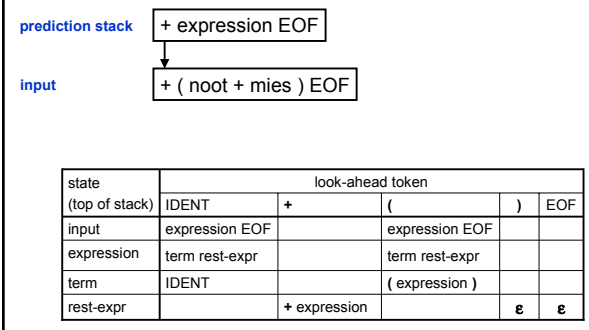 prediction stack + expression EOF
input + ( noot + mies ) EOF
state look-ahead token
(top of stack) IDENT + ( ) EOF
input expression EOF expression EOF
expression term rest-expr term rest-expr
term IDENT ( expression )
rest-expr + expression ε ε